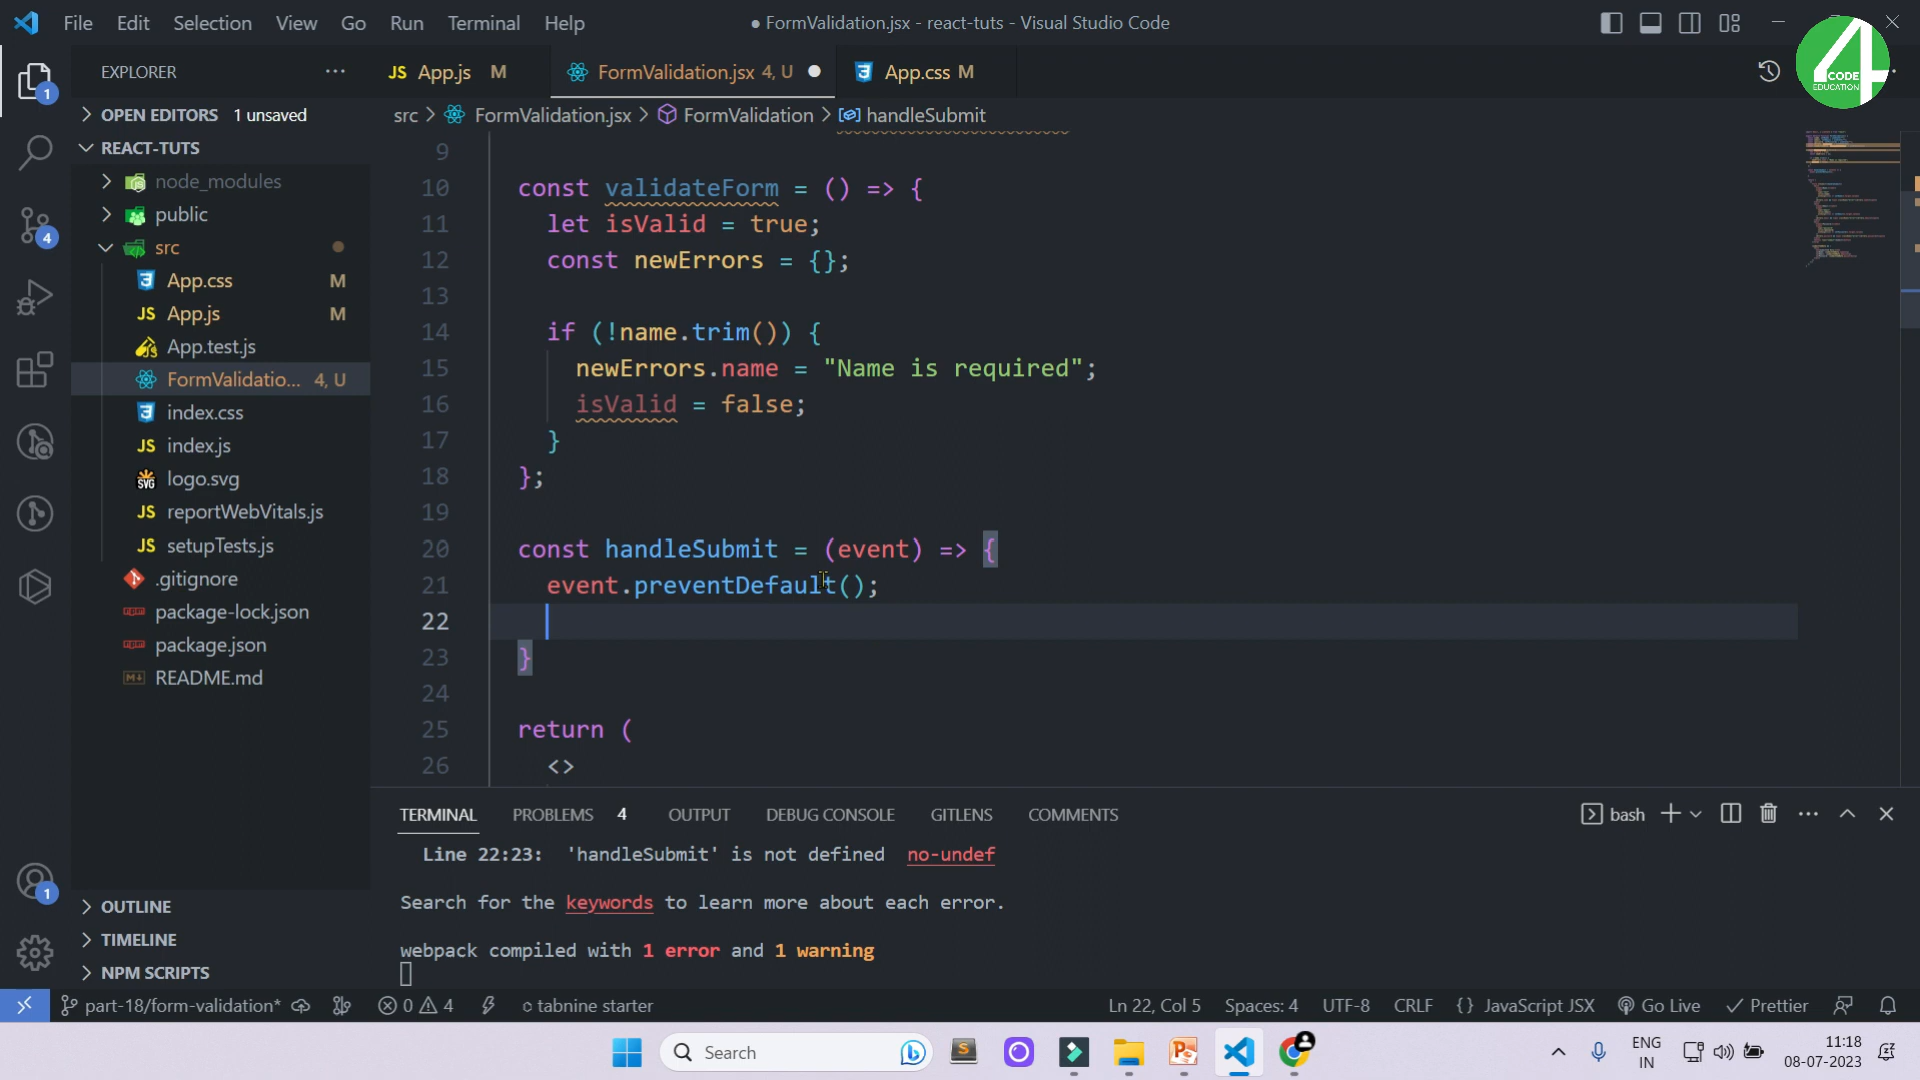 File Edit Selection View Go Run Terminal Help
● FormValidation.jsx - react-tuts - Visual Studio Code
CODE
EDUCATION
EXPLORER
JS App.js M
FormValidation.jsx 4, U
App.css M
OPEN EDITORS 1 unsaved
REACT-TUTS
node_modules
public
src
App.css M
JS App.js M
App.test.js
FormValidatio... 4, U
index.css
JS index.js
SVG logo.svg
JS reportWebVitals.js
JS setupTests.js
.gitignore
package-lock.json
package.json
README.md
OUTLINE
TIMELINE
NPM SCRIPTS
1
4
1
src > FormValidation.jsx > FormValidation > handleSubmit
9
10 const validateForm = () => {
11 let isValid = true;
12 const newErrors = {};
13
14 if (!name.trim()) {
15 newErrors.name = "Name is required";
16 isValid = false;
17 }
18 };
19
20 const handleSubmit = (event) => {
21 event.preventDefault();
22
23 }
24
25 return (
26 <>
TERMINAL PROBLEMS 4 OUTPUT DEBUG CONSOLE GITLENS COMMENTS
bash
Line 22:23: 'handleSubmit' is not defined no-undef
Search for the keywords to learn more about each error.
webpack compiled with 1 error and 1 warning
part-18/form-validation* 0 4 tabnine starter
Ln 22, Col 5 Spaces: 4 UTF-8 CRLF {} JavaScript JSX Go Live Prettier
Search
ENG
IN
11:18
08-07-2023